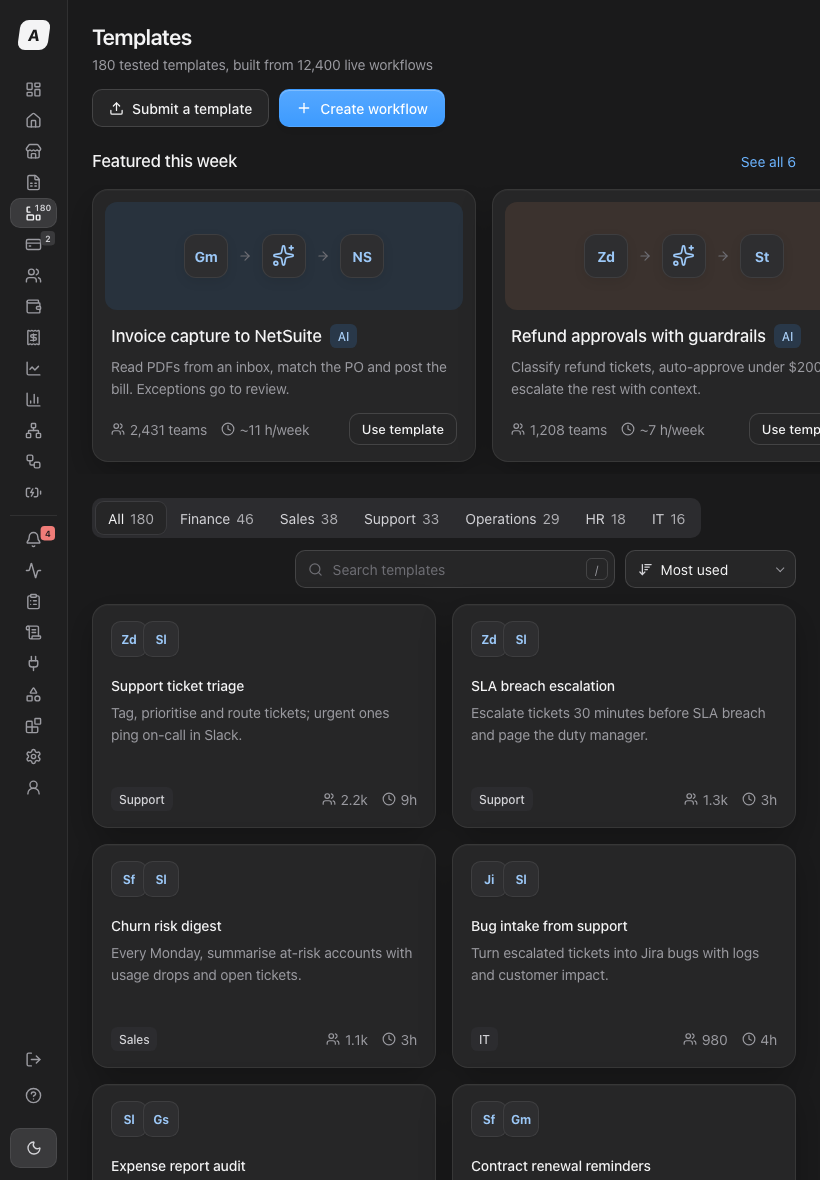 A
Templates
180 tested templates, built from 12,400 live workflows
Submit a template
Create workflow
180
2
4
Featured this week
See all 6
Gm
NS
Invoice capture to NetSuite
AI
Read PDFs from an inbox, match the PO and post the
bill. Exceptions go to review.
2,431 teams
~11 h/week
Use template
Zd
St
Refund approvals with guardrails
AI
Classify refund tickets, auto-approve under $200
escalate the rest with context.
1,208 teams
~7 h/week
Use temp
All 180
Finance 46
Sales 38
Support 33
Operations 29
HR 18
IT 16
Search templates
/
Most used
Zd
Sl
Support ticket triage
Tag, prioritise and route tickets; urgent ones
ping on-call in Slack.
Support
2.2k
9h
Zd
Sl
SLA breach escalation
Escalate tickets 30 minutes before SLA breach
and page the duty manager.
Support
1.3k
3h
Sf
Sl
Churn risk digest
Every Monday, summarise at-risk accounts with
usage drops and open tickets.
Sales
1.1k
3h
Ji
Sl
Bug intake from support
Turn escalated tickets into Jira bugs with logs
and customer impact.
IT
980
4h
Sl
Gs
Expense report audit
Sf
Gm
Contract renewal reminders